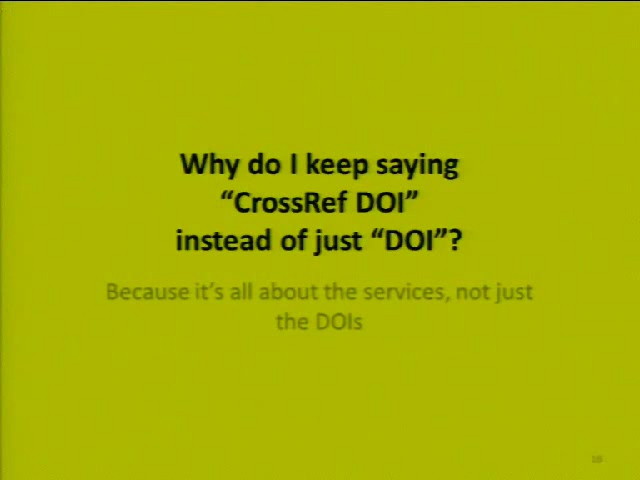 Why do I keep saying
“CrossRef DOI”
instead of just “DOI”?
Because it’s all about the services, not just
the DOIs